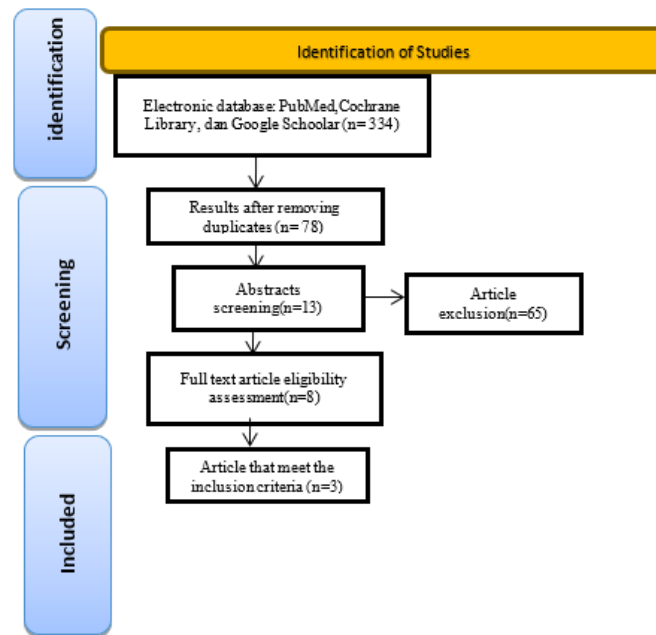 Identification of Studies
identification
Electronic database: PubMed,Cochrane
Library, dan Google Schoolar (n= 334)
Results after removing
duplicates (n= 78)
Screening
Abstracts
screening(n=13)
Article
exclusion(n=65)
Full text article eligibility
assessment(n=8)
Included
Article that meet the
inclusion criteria (n=3)